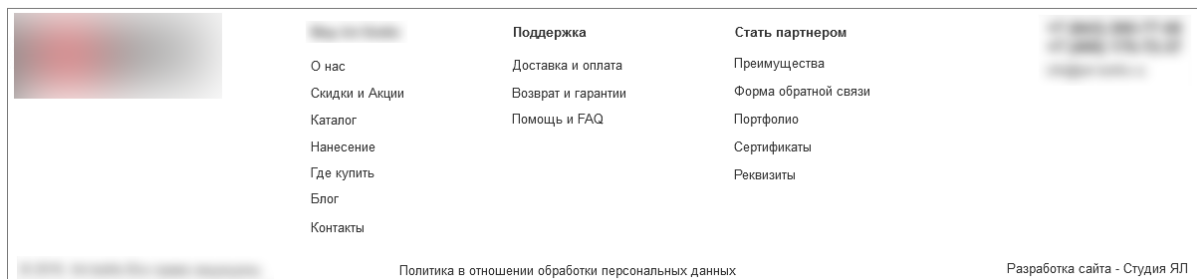 О нас
Скидки и Акции
Каталог
Нанесение
Где купить
Блог
Контакты
Поддержка
Доставка и оплата
Возврат и гарантии
Помощь и FAQ
Стать партнером
Преимущества
Форма обратной связи
Портфолио
Сертификаты
Реквизиты
Политика в отношении обработки персональных данных
Разработка сайта - Студия ЯЛ